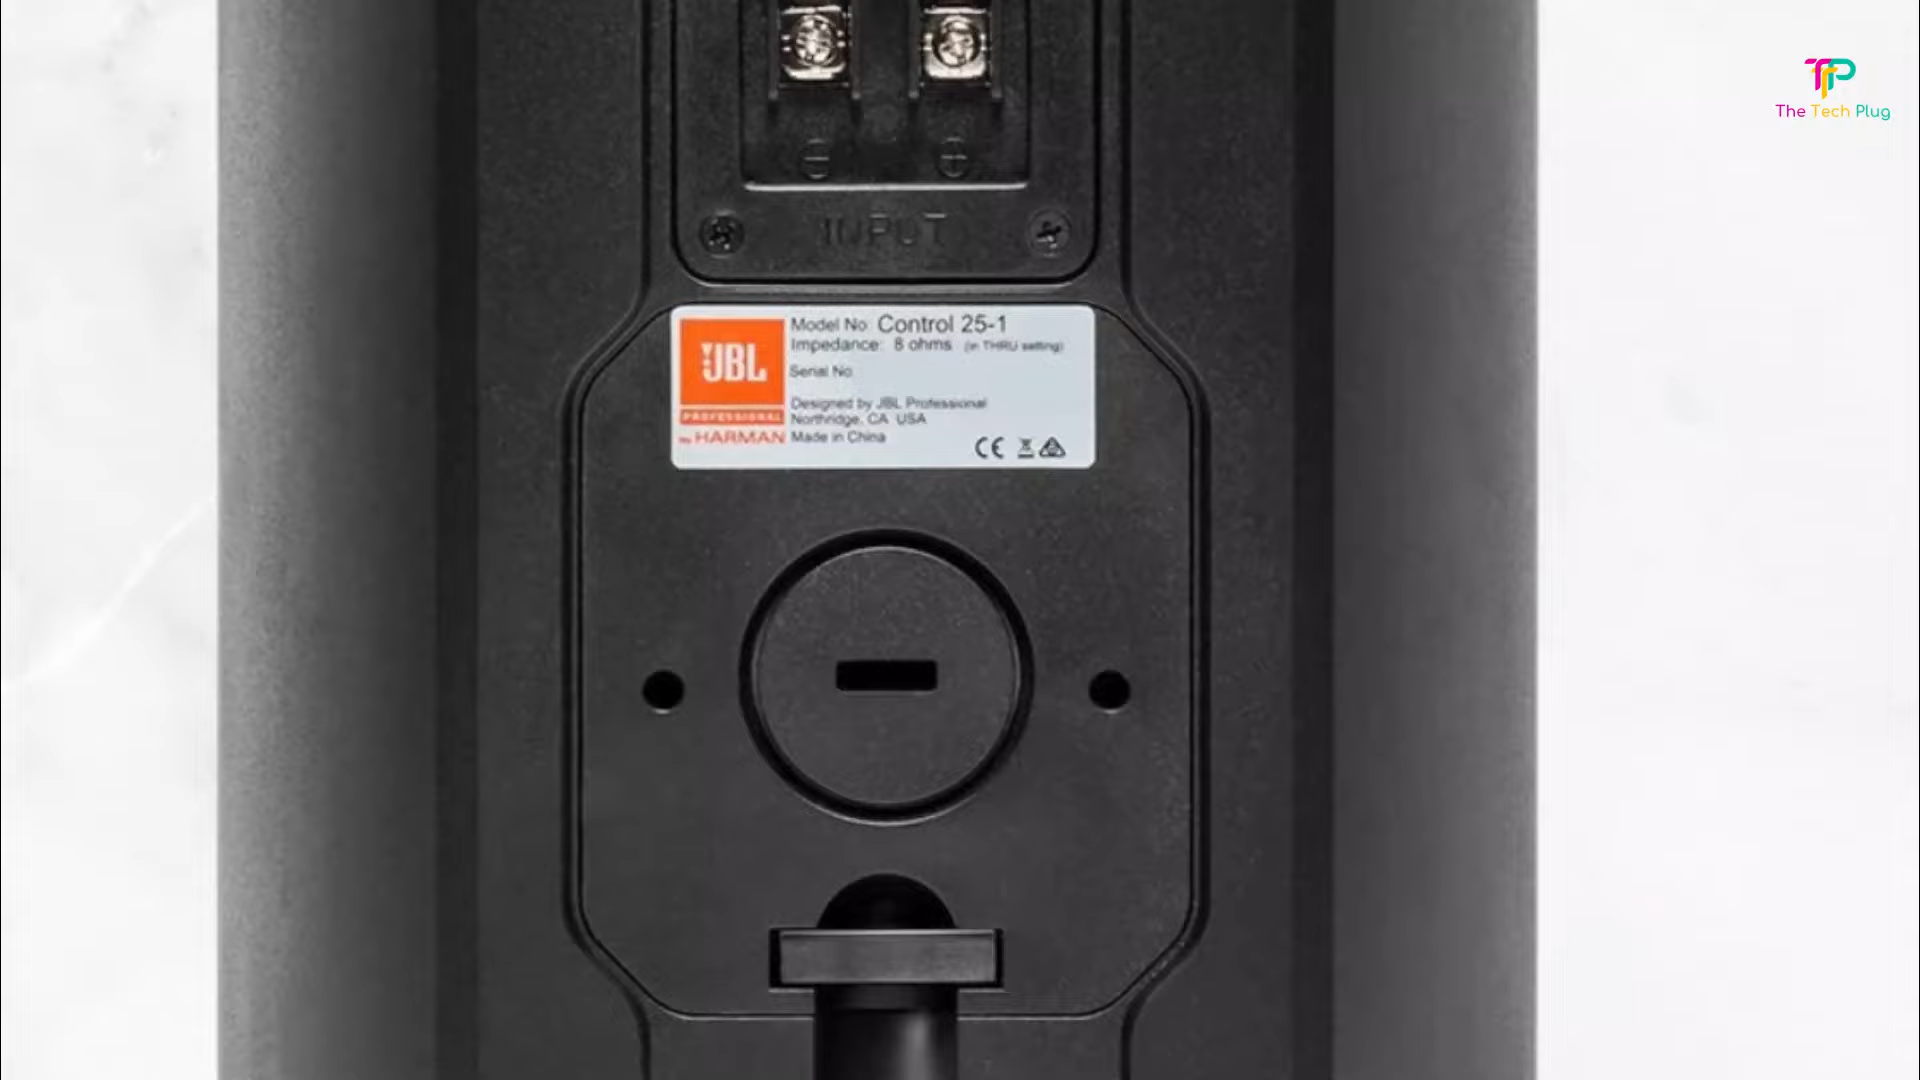 The Tech Plug
INPUT
Model No: Control 25-1
Impedance: 8 ohms (in THRU setting)
Serial No
Designed by JBL Professional
Northridge, CA USA
Made in China
JBL
PROFESSIONAL
by HARMAN
CE